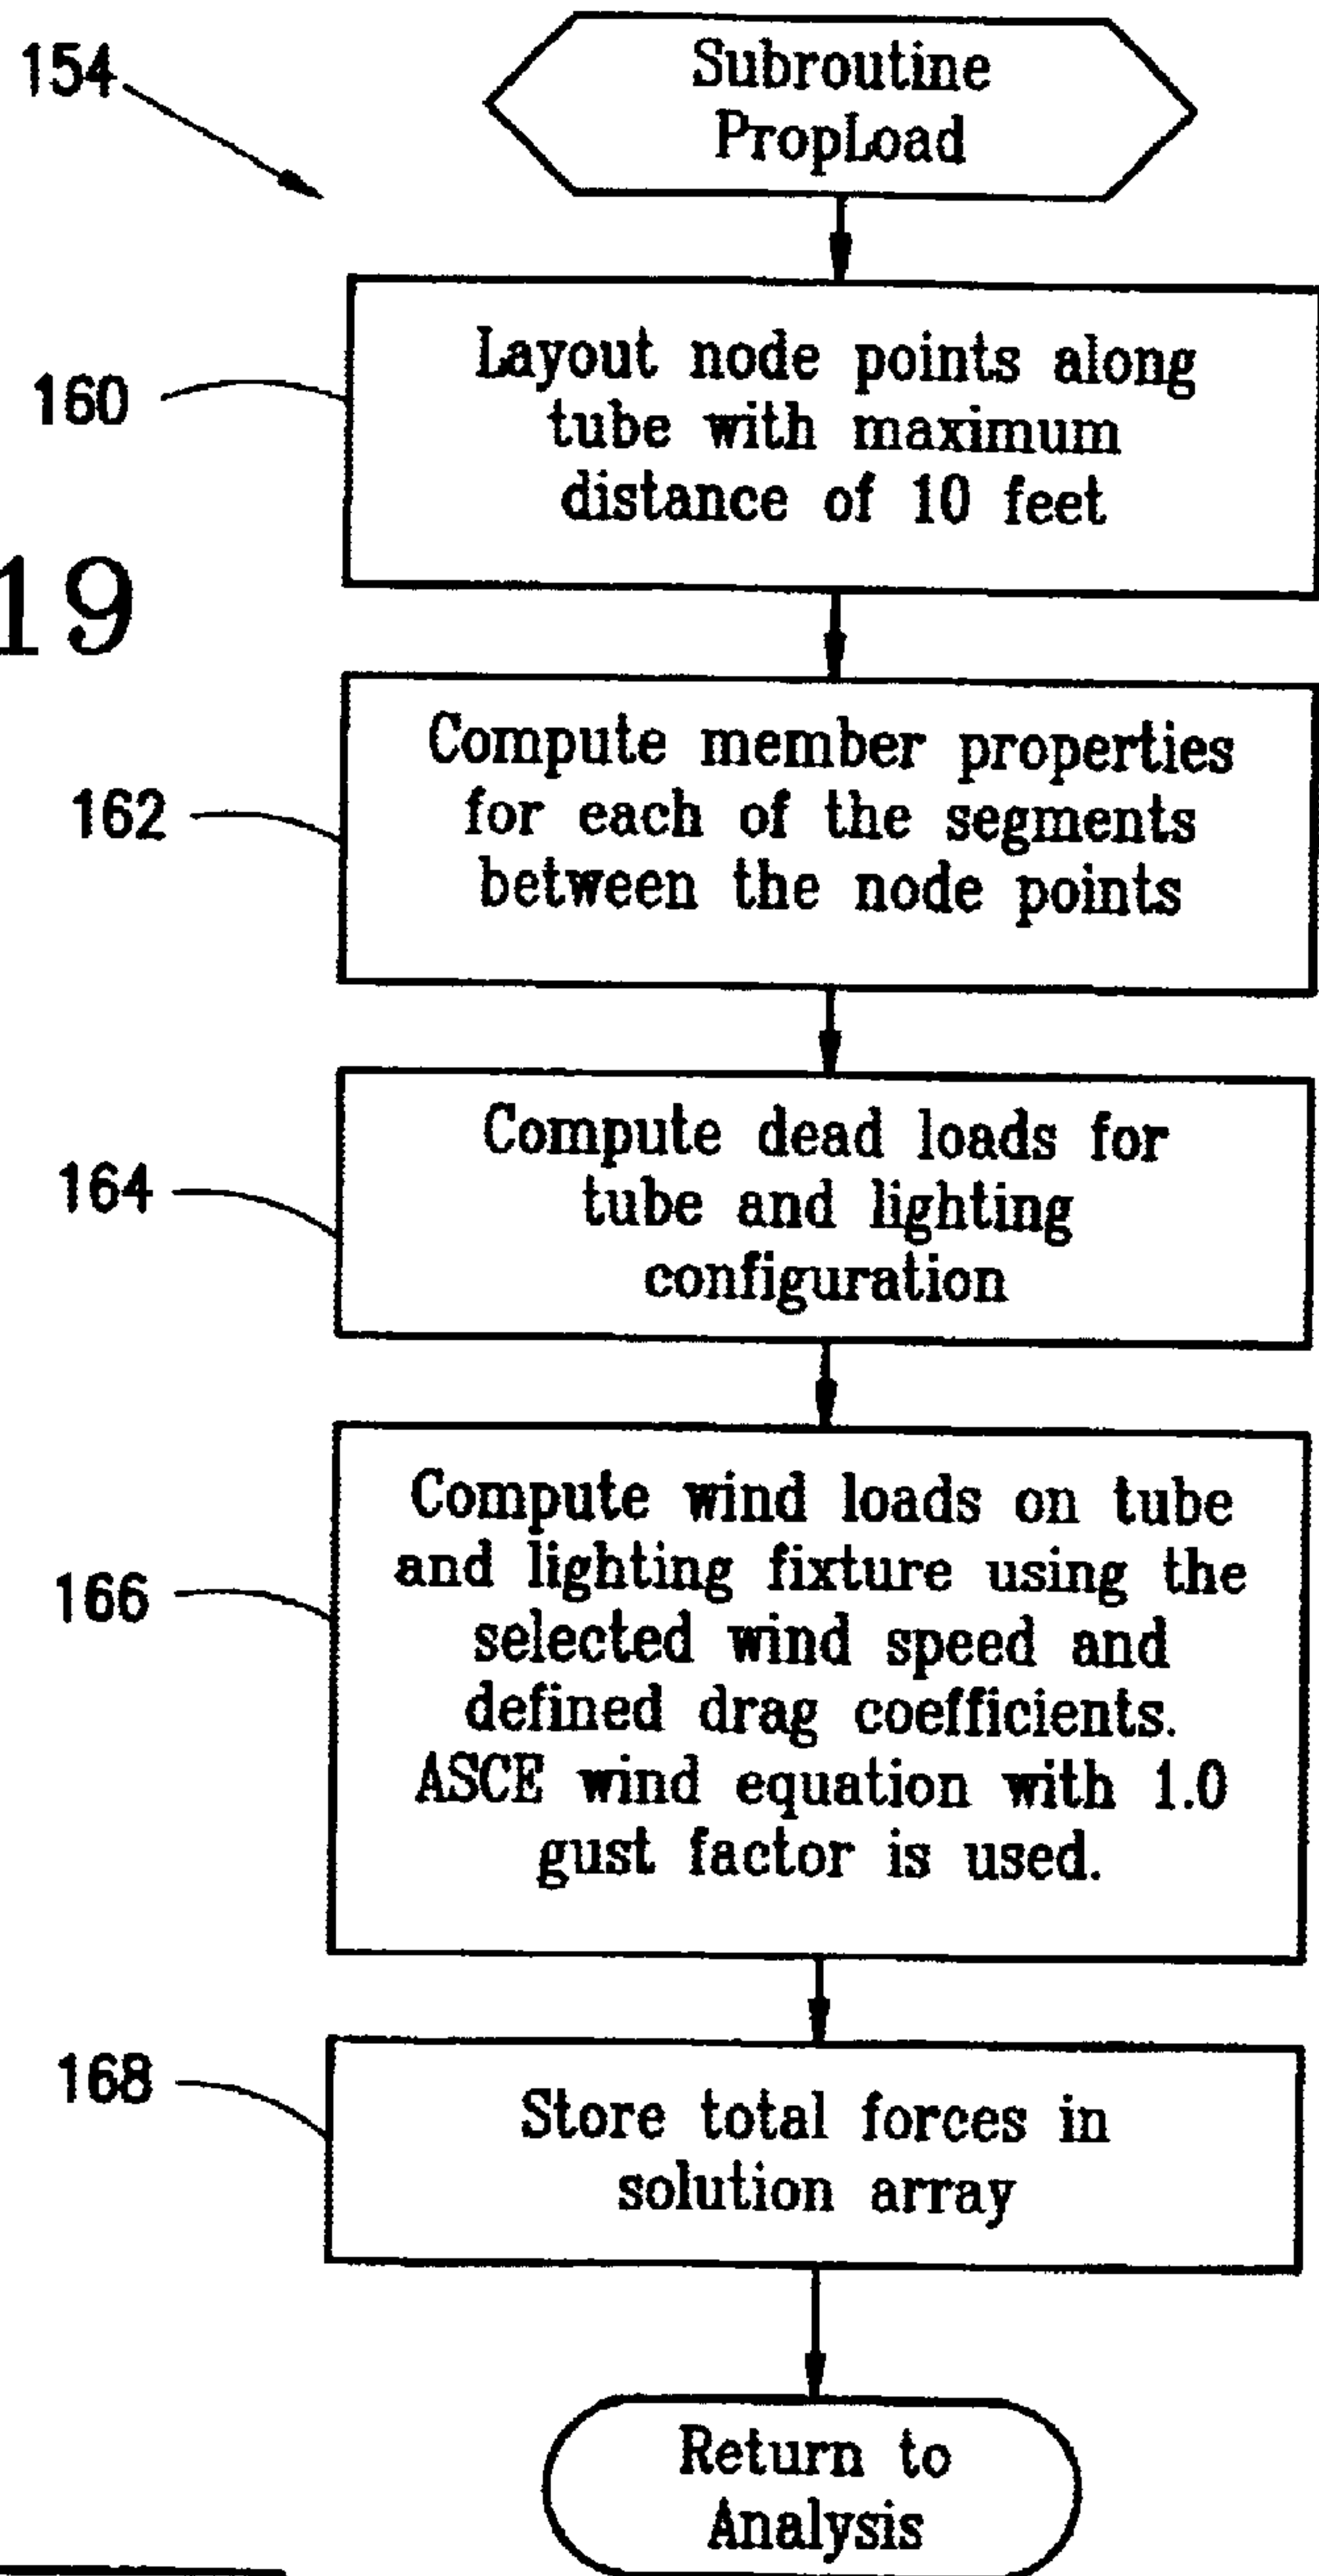 154
Subroutine
PropLoad
160
Layout node points along
tube with maximum
distance of 10 feet
19
162
Compute member properties
for each of the segments
between the node points
164
Compute dead loads for
tube and lighting
configuration
166
Compute wind loads on tube
and lighting fixture using the
selected wind speed and
defined drag coefficients.
ASCE wind equation with 1.0
gust factor is used.
168
Store total forces in
solution array
Return to
Analysis